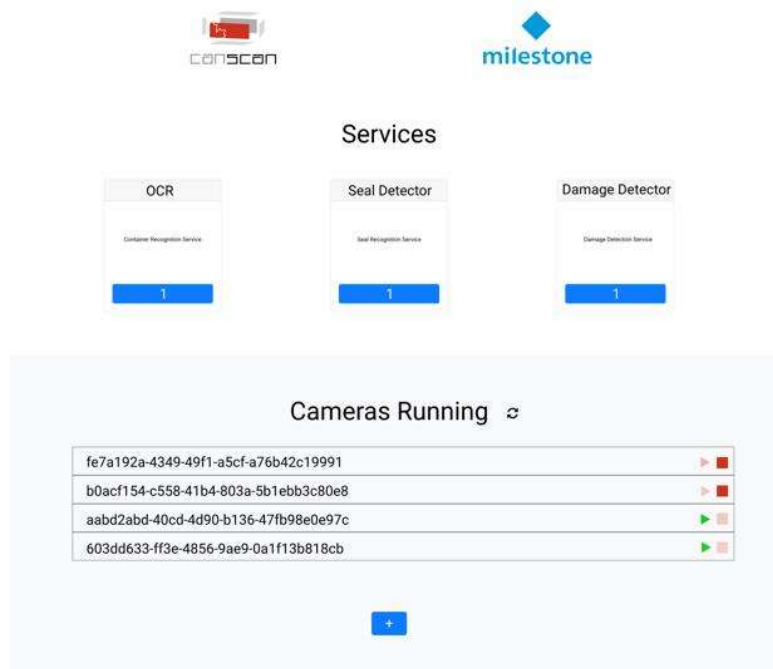 canscan
milestone
Services
OCR
Seal Detector
Damage Detector
Container Recognition Service
Seal Recognition Service
Damage Detection Service
1
1
1
Cameras Running
fe7a192a-4349-49f1-a5cf-a76b42c19991
b0acf154-c558-41b4-803a-5b1ebb3c80e8
aabd2abd-40cd-4d90-b136-47fb98e0e97c
603dd633-ff3e-4856-9ae9-0a1f13b818cb
+